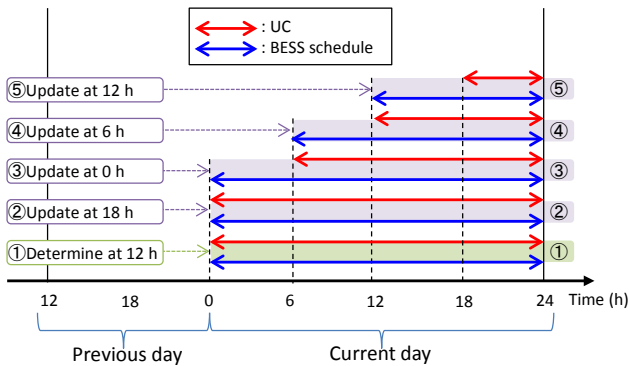 : UC
: BESS schedule
⑤Update at 12 h ⑤
④Update at 6 h ④
③Update at 0 h ③
②Update at 18 h ②
①Determine at 12 h ①
12 18 0 6 12 18 24 Time (h)
Previous day Current day